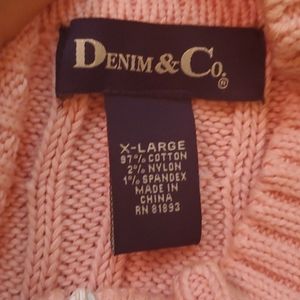 DENIM & CO.®
X-LARGE
97% COTTON
2% NYLON
1% SPANDEX
MADE IN
CHINA
RN 81893